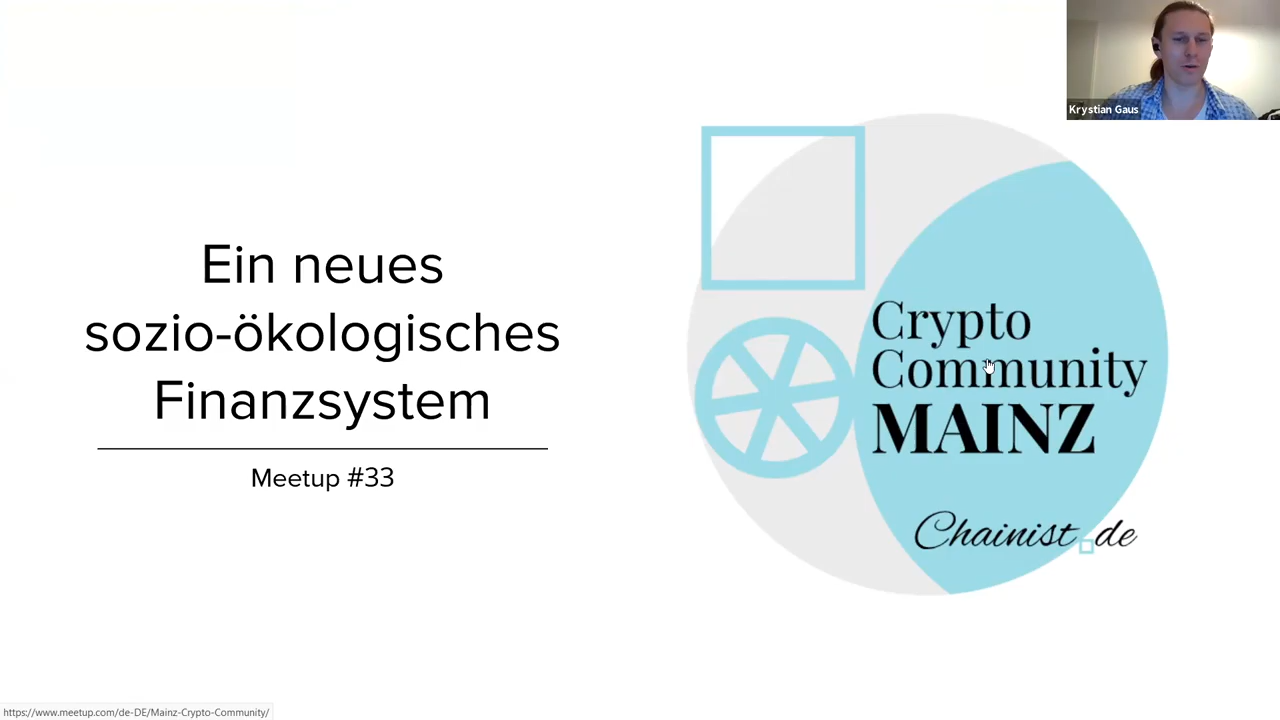 Krystian Gaus
Ein neues
sozio-ökologisches
Finanzsystem
Meetup #33
Crypto
Community
MAINZ
Chainist.de
https://www.meetup.com/de-DE/Mainz-Crypto-Community/